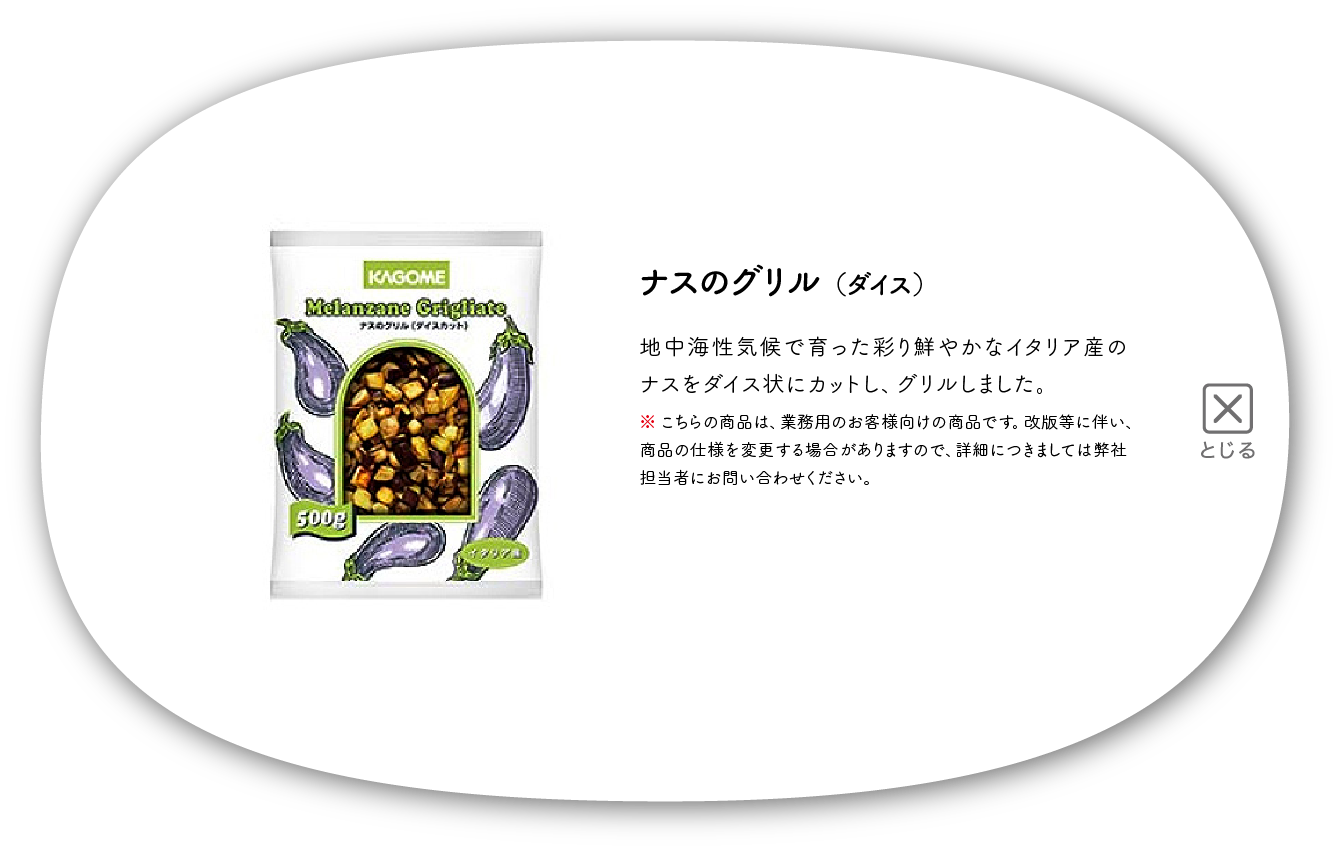 KAGOME
Melanzane Grigliate
ナスのグリル(ダイスカット)
500g
イタリア産
ナスのグリル（ダイス）
地中海性気候で育った彩り鮮やかなイタリア産の
ナスをダイス状にカットし、グリルしました。
※ こちらの商品は、業務用のお客様向けの商品です。改版等に伴い、
商品の仕様を変更する場合がありますので、詳細につきましては弊社
担当者にお問い合わせください。
とじる